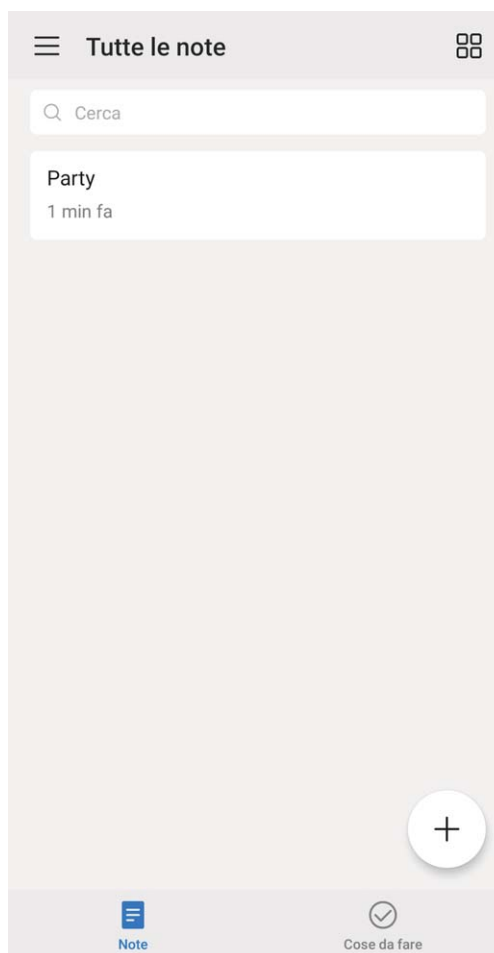 Tutte le note
Cerca
Party
1 min fa
Note
Cose da fare